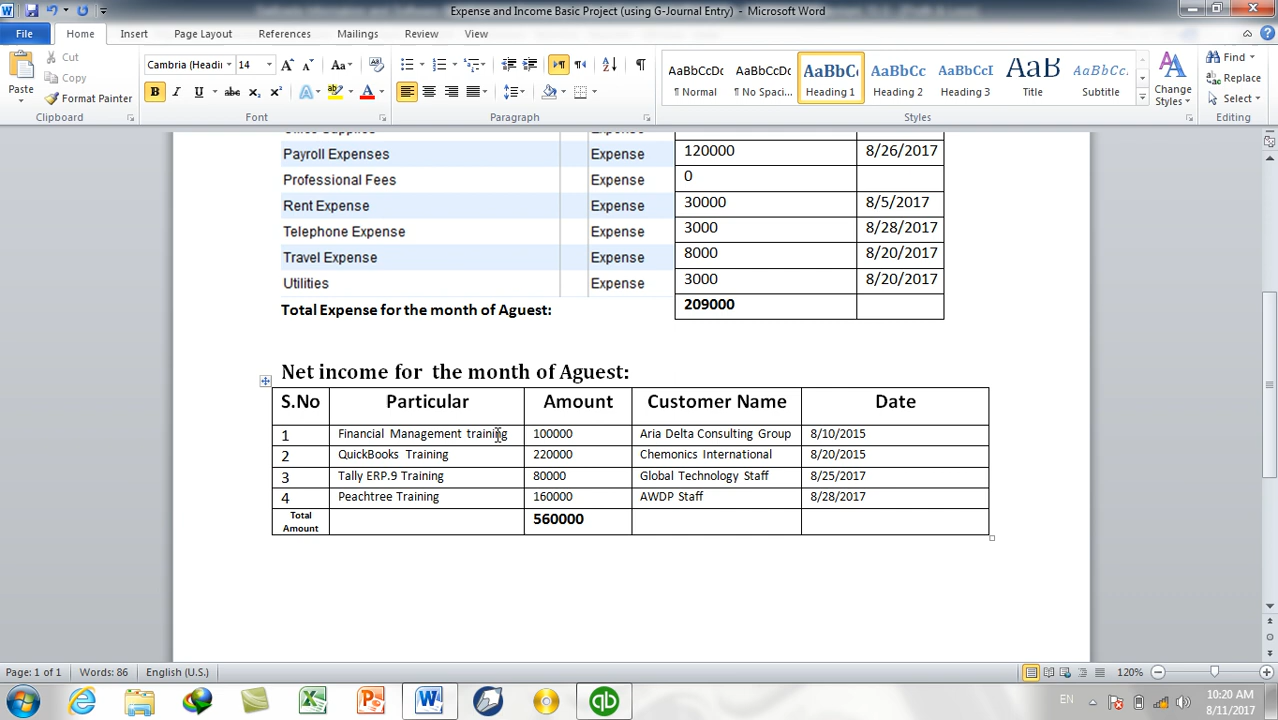 Expense and Income Basic Project (using G-Journal Entry) - Microsoft Word
File Home Insert Page Layout References Mailings Review View
Cut
Copy
Format Painter
Paste
Clipboard
Cambria (Headi 14
Font
Paragraph
AaBbCcDc AaBbCcDc AaBbC AaBbCc AaBbCcI AaB AaBbCcI
¶ Normal ¶ No Spaci... Heading 1 Heading 2 Heading 3 Title Subtitle
Change Styles
Styles
Find
Replace
Select
Editing
Office Supplies Expense
Payroll Expenses Expense 120000 8/26/2017
Professional Fees Expense 0
Rent Expense Expense 30000 8/5/2017
Telephone Expense Expense 3000 8/28/2017
Travel Expense Expense 8000 8/20/2017
Utilities Expense 3000 8/20/2017
Total Expense for the month of Aguest: 209000
Net income for the month of Aguest:
S.No Particular Amount Customer Name Date
1 Financial Management training 100000 Aria Delta Consulting Group 8/10/2015
2 QuickBooks Training 220000 Chemonics International 8/20/2015
3 Tally ERP.9 Training 80000 Global Technology Staff 8/25/2017
4 Peachtree Training 160000 AWDP Staff 8/28/2017
Total Amount 560000
Page: 1 of 1 Words: 86 English (U.S.) 120%
EN 10:20 AM
8/11/2017